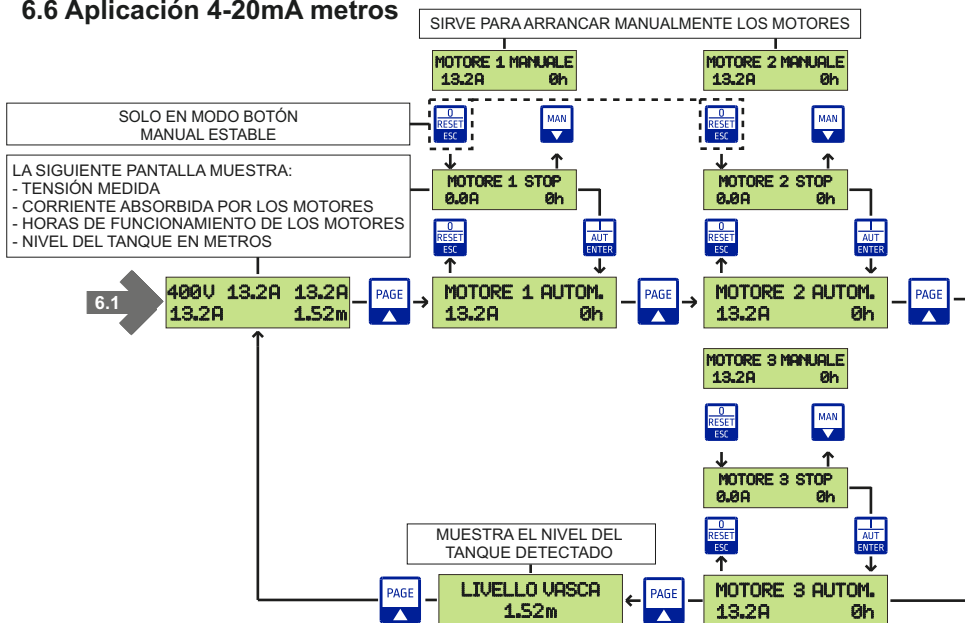 6.6 Aplicación 4-20mA metros
SIRVE PARA ARRANCAR MANUALMENTE LOS MOTORES
MOTORE 1 MANUALE
13.2A 0h
MOTORE 2 MANUALE
13.2A 0h
SOLO EN MODO BOTÓN
MANUAL ESTABLE
0
RESET
ESC
MAN
0
RESET
ESC
MAN
LA SIGUIENTE PANTALLA MUESTRA:
- TENSIÓN MEDIDA
- CORRIENTE ABSORBIDA POR LOS MOTORES
- HORAS DE FUNCIONAMIENTO DE LOS MOTORES
- NIVEL DEL TANQUE EN METROS
MOTORE 1 STOP
0.0A 0h
MOTORE 2 STOP
0.0A 0h
0
RESET
ESC
I
AUT
ENTER
0
RESET
ESC
I
AUT
ENTER
6.1
400V 13.2A 13.2A
13.2A 1.52m
PAGE
MOTORE 1 AUTOM.
13.2A 0h
PAGE
MOTORE 2 AUTOM.
13.2A 0h
PAGE
MOTORE 3 MANUALE
13.2A 0h
0
RESET
ESC
MAN
MOTORE 3 STOP
0.0A 0h
0
RESET
ESC
I
AUT
ENTER
MUESTRA EL NIVEL DEL
TANQUE DETECTADO
PAGE
LIVELLO VASCA
1.52m
PAGE
MOTORE 3 AUTOM.
13.2A 0h